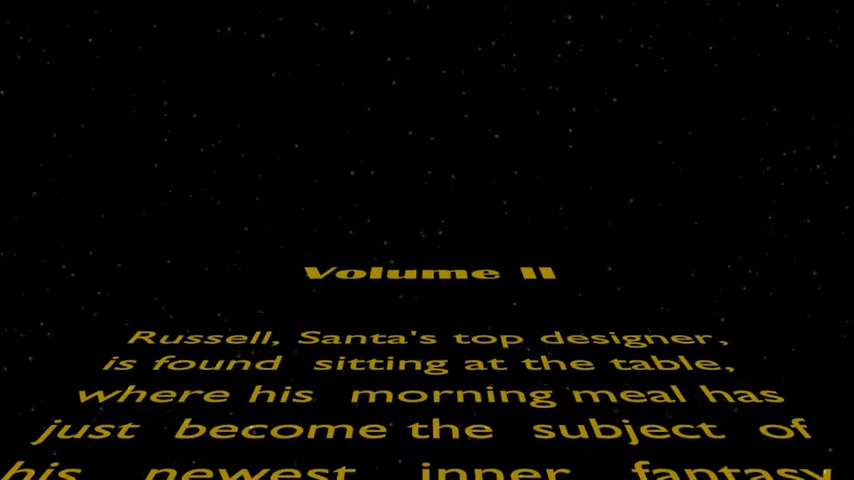 Volume II
Russell, Santa's top designer,
is found sitting at the table,
where his morning meal has
just become the subject of
his newest inner fantasy